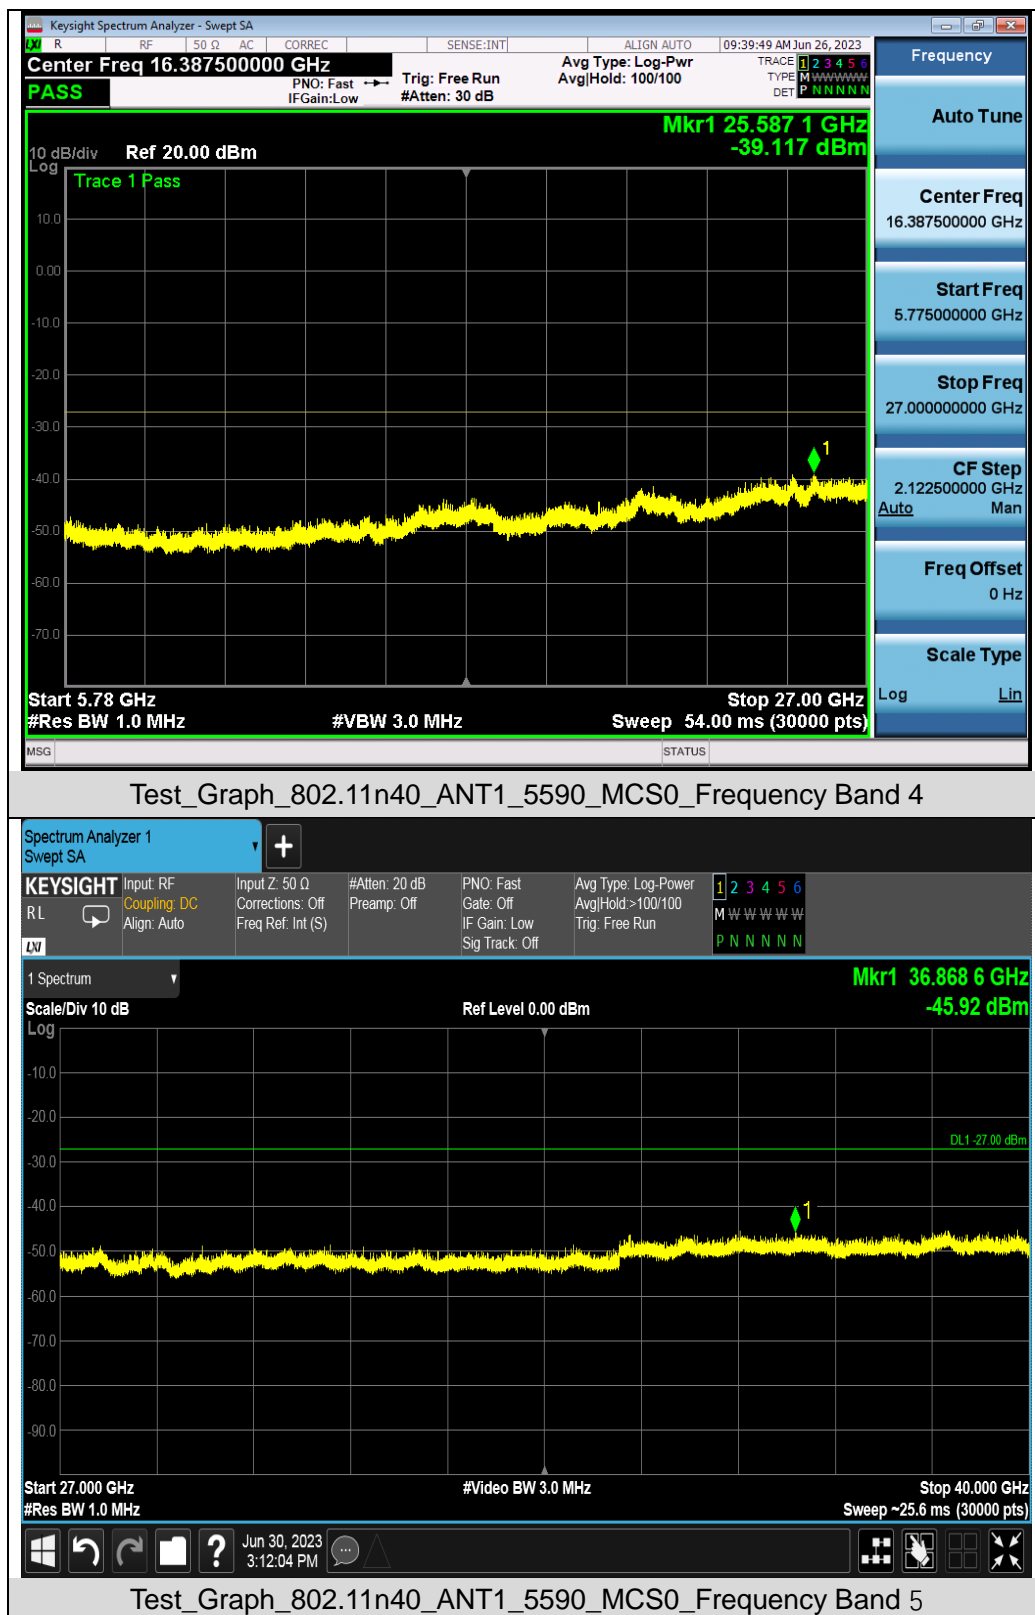 Keysight Spectrum Analyzer - Swept SA
LXI R RF 50 Ω AC CORREC SENSE:INT ALIGN AUTO 09:39:49 AM Jun 26, 2023
Center Freq 16.387500000 GHz
PNO: Fast
IFGain:Low
Trig: Free Run
#Atten: 30 dB
Avg Type: Log-Pwr
Avg|Hold: 100/100
TRACE 1 2 3 4 5 6
TYPE M W W W W W
DET P N N N N N
PASS
Mkr1 25.587 1 GHz
-39.117 dBm
10 dB/div Ref 20.00 dBm
Log
Trace 1 Pass
10.0
0.00
-10.0
-20.0
-30.0
-40.0
-50.0
-60.0
-70.0
1
Start 5.78 GHz Stop 27.00 GHz
#Res BW 1.0 MHz #VBW 3.0 MHz Sweep 54.00 ms (30000 pts)
MSG STATUS
Frequency
Auto Tune
Center Freq
16.387500000 GHz
Start Freq
5.775000000 GHz
Stop Freq
27.000000000 GHz
CF Step
2.122500000 GHz
Auto Man
Freq Offset
0 Hz
Scale Type
Log Lin
Test_Graph_802.11n40_ANT1_5590_MCS0_Frequency Band 4
Spectrum Analyzer 1
Swept SA
+
KEYSIGHT
R L
LXI
Input: RF
Coupling: DC
Align: Auto
Input Z: 50 Ω
Corrections: Off
Freq Ref: Int (S)
#Atten: 20 dB
Preamp: Off
PNO: Fast
Gate: Off
IF Gain: Low
Sig Track: Off
Avg Type: Log-Power
Avg|Hold:>100/100
Trig: Free Run
1 2 3 4 5 6
M W W W W W
P N N N N N
1 Spectrum
Mkr1 36.868 6 GHz
-45.92 dBm
Scale/Div 10 dB Ref Level 0.00 dBm
Log
-10.0
-20.0
DL1 -27.00 dBm
-30.0
-40.0
1
-50.0
-60.0
-70.0
-80.0
-90.0
Start 27.000 GHz #Video BW 3.0 MHz Stop 40.000 GHz
#Res BW 1.0 MHz Sweep ~25.6 ms (30000 pts)
?
Jun 30, 2023
3:12:04 PM
Test_Graph_802.11n40_ANT1_5590_MCS0_Frequency Band 5